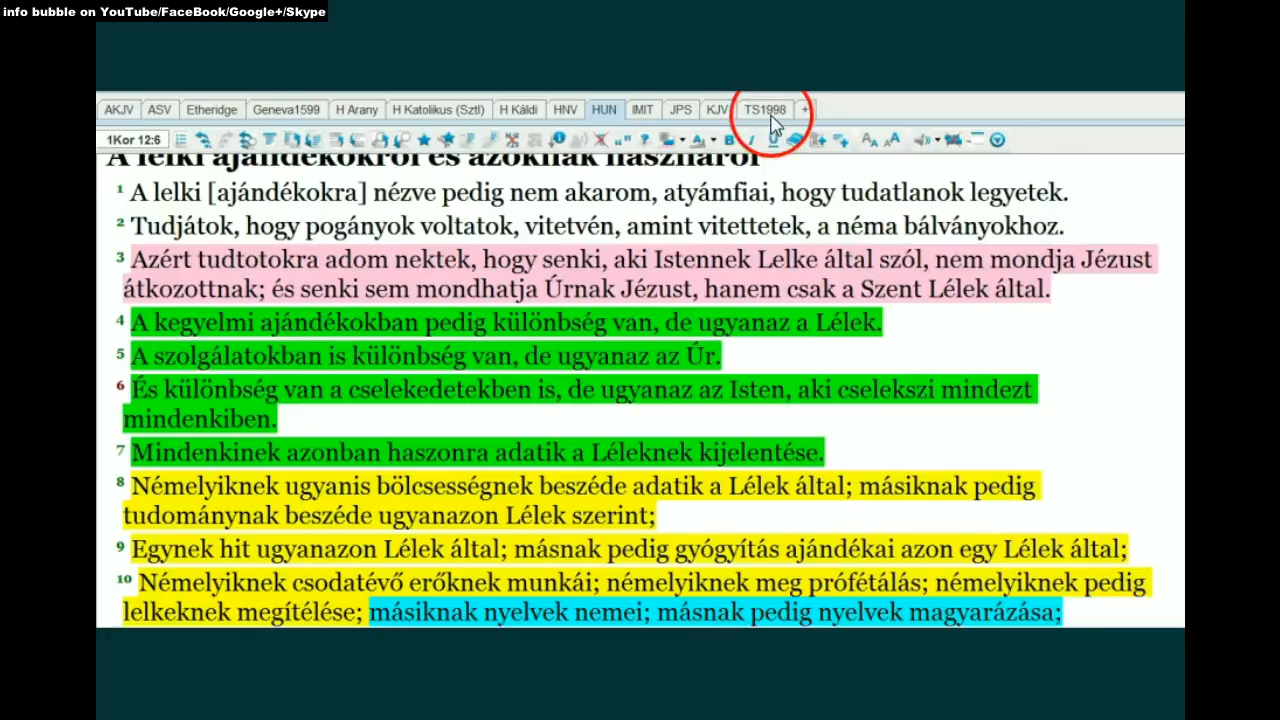 info bubble on YouTube/FaceBook/Google+/Skype
AKJV ASV Etheridge Geneva1599 H Arany H Katolikus (Sztl) H Káldi HNV HUN IMIT JPS KJV TS1998 +
1Kor 12:6
A lelki ajándékokról és azoknak hasznáról
1 A lelki [ajándékokra] nézve pedig nem akarom, atyámfiai, hogy tudatlanok legyetek.
2 Tudjátok, hogy pogányok voltatok, vitetvén, amint vitettetek, a néma bálványokhoz.
3 Azért tudtotokra adom nektek, hogy senki, aki Istennek Lelke által szól, nem mondja Jézust
átkozottnak; és senki sem mondhatja Úrnak Jézust, hanem csak a Szent Lélek által.
4 A kegyelmi ajándékokban pedig különbség van, de ugyanaz a Lélek.
5 A szolgálatokban is különbség van, de ugyanaz az Úr.
6 És különbség van a cselekedetekben is, de ugyanaz az Isten, aki cselekszi mindezt
mindenkiben.
7 Mindenkinek azonban haszonra adatik a Léleknek kijelentése.
8 Némelyiknek ugyanis bölcsességnek beszéde adatik a Lélek által; másiknak pedig
tudománynak beszéde ugyanazon Lélek szerint;
9 Egynek hit ugyanazon Lélek által; másnak pedig gyógyítás ajándékai azon egy Lélek által;
10 Némelyiknek csodatévő erőknek munkái; némelyiknek meg prófétálás; némelyiknek pedig
lelkeknek megítélése; másiknak nyelvek nemei; másnak pedig nyelvek magyarázása;